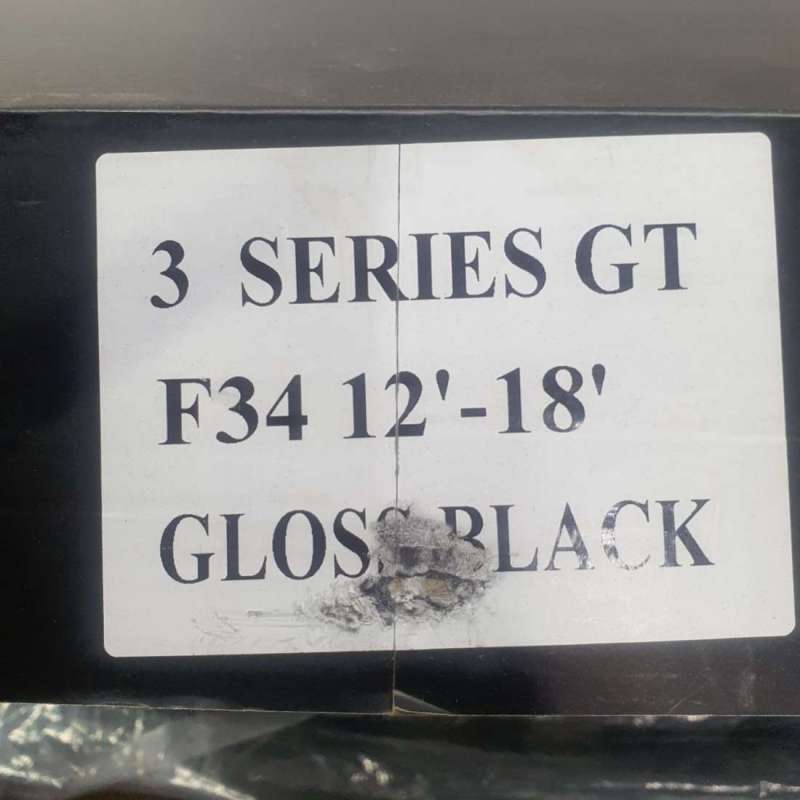 3 SERIES GT
F34 12'-18'
GLOSS BLACK